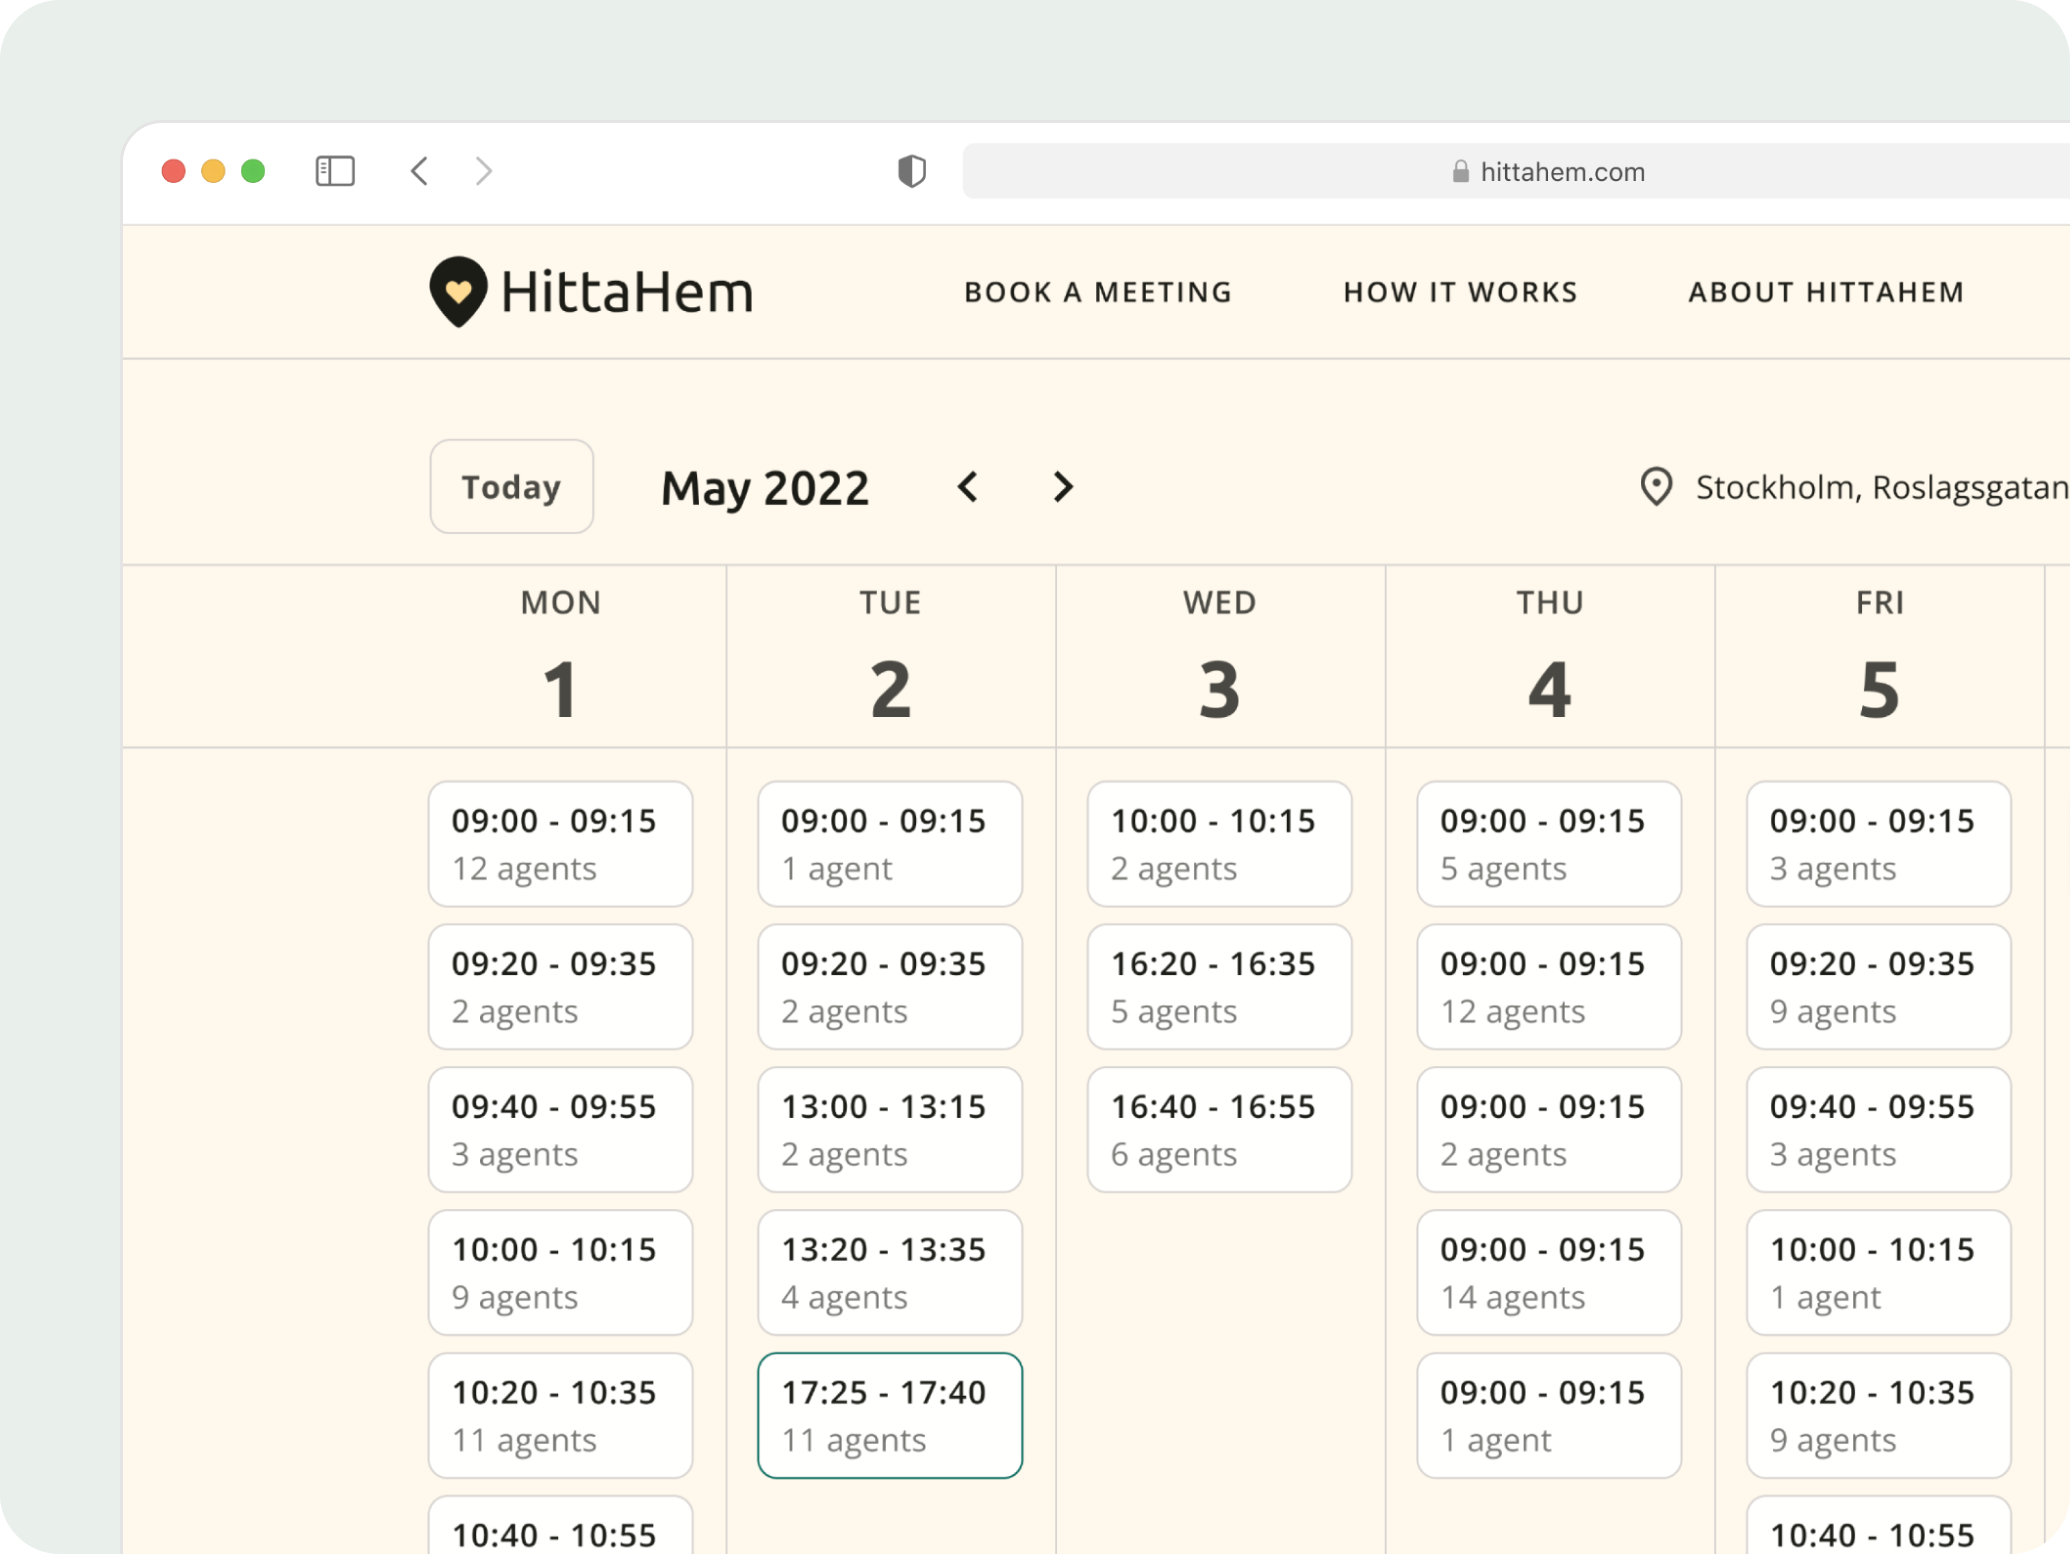 hittahem.com
HittaHem
BOOK A MEETING
HOW IT WORKS
ABOUT HITTAHEM
Today
May 2022
Stockholm, Roslagsgatan
MON
1
TUE
2
WED
3
THU
4
FRI
5
09:00 - 09:15
12 agents
09:20 - 09:35
2 agents
09:40 - 09:55
3 agents
10:00 - 10:15
9 agents
10:20 - 10:35
11 agents
10:40 - 10:55
09:00 - 09:15
1 agent
09:20 - 09:35
2 agents
13:00 - 13:15
2 agents
13:20 - 13:35
4 agents
17:25 - 17:40
11 agents
10:00 - 10:15
2 agents
16:20 - 16:35
5 agents
16:40 - 16:55
6 agents
09:00 - 09:15
5 agents
09:00 - 09:15
12 agents
09:00 - 09:15
2 agents
09:00 - 09:15
14 agents
09:00 - 09:15
1 agent
09:00 - 09:15
3 agents
09:20 - 09:35
9 agents
09:40 - 09:55
3 agents
10:00 - 10:15
1 agent
10:20 - 10:35
9 agents
10:40 - 10:55